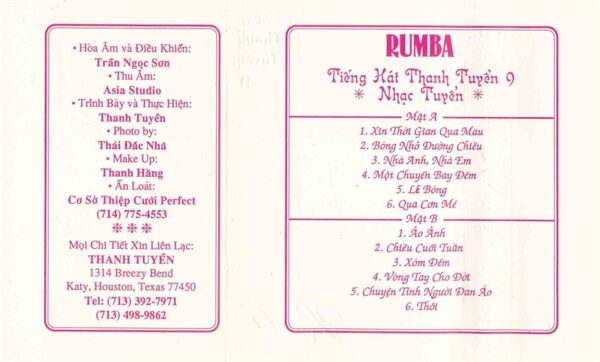 • Hòa Âm và Điều Khiển:
Trần Ngọc Sơn
• Thu Âm:
Asia Studio
• Trình Bày và Thực Hiện:
Thanh Tuyền
• Photo by:
Thái Đắc Nhã
• Make Up:
Thanh Hằng
• Ấn Loát:
Cơ Sở Thiệp Cưới Perfect
(714) 775-4553
❋ ❋ ❋
Mọi Chi Tiết Xin Liên Lạc:
THANH TUYỀN
1314 Breezy Bend
Katy, Houston, Texas 77450
Tel: (713) 392-7971
(713) 498-9862
RUMBA
Tiếng Hát Thanh Tuyền 9
❋ Nhạc Tuyển ❋
Mặt A
1. Xin Thời Gian Qua Mau
2. Bóng Nhỏ Đường Chiều
3. Nhà Anh, Nhà Em
4. Một Chuyến Bay Đêm
5. Lẻ Bóng
6. Qua Cơn Mê
Mặt B
1. Ảo Ảnh
2. Chiều Cuối Tuần
3. Xóm Đêm
4. Vòng Tay Cho Đời
5. Chuyện Tình Người Đan Áo
6. Thôi